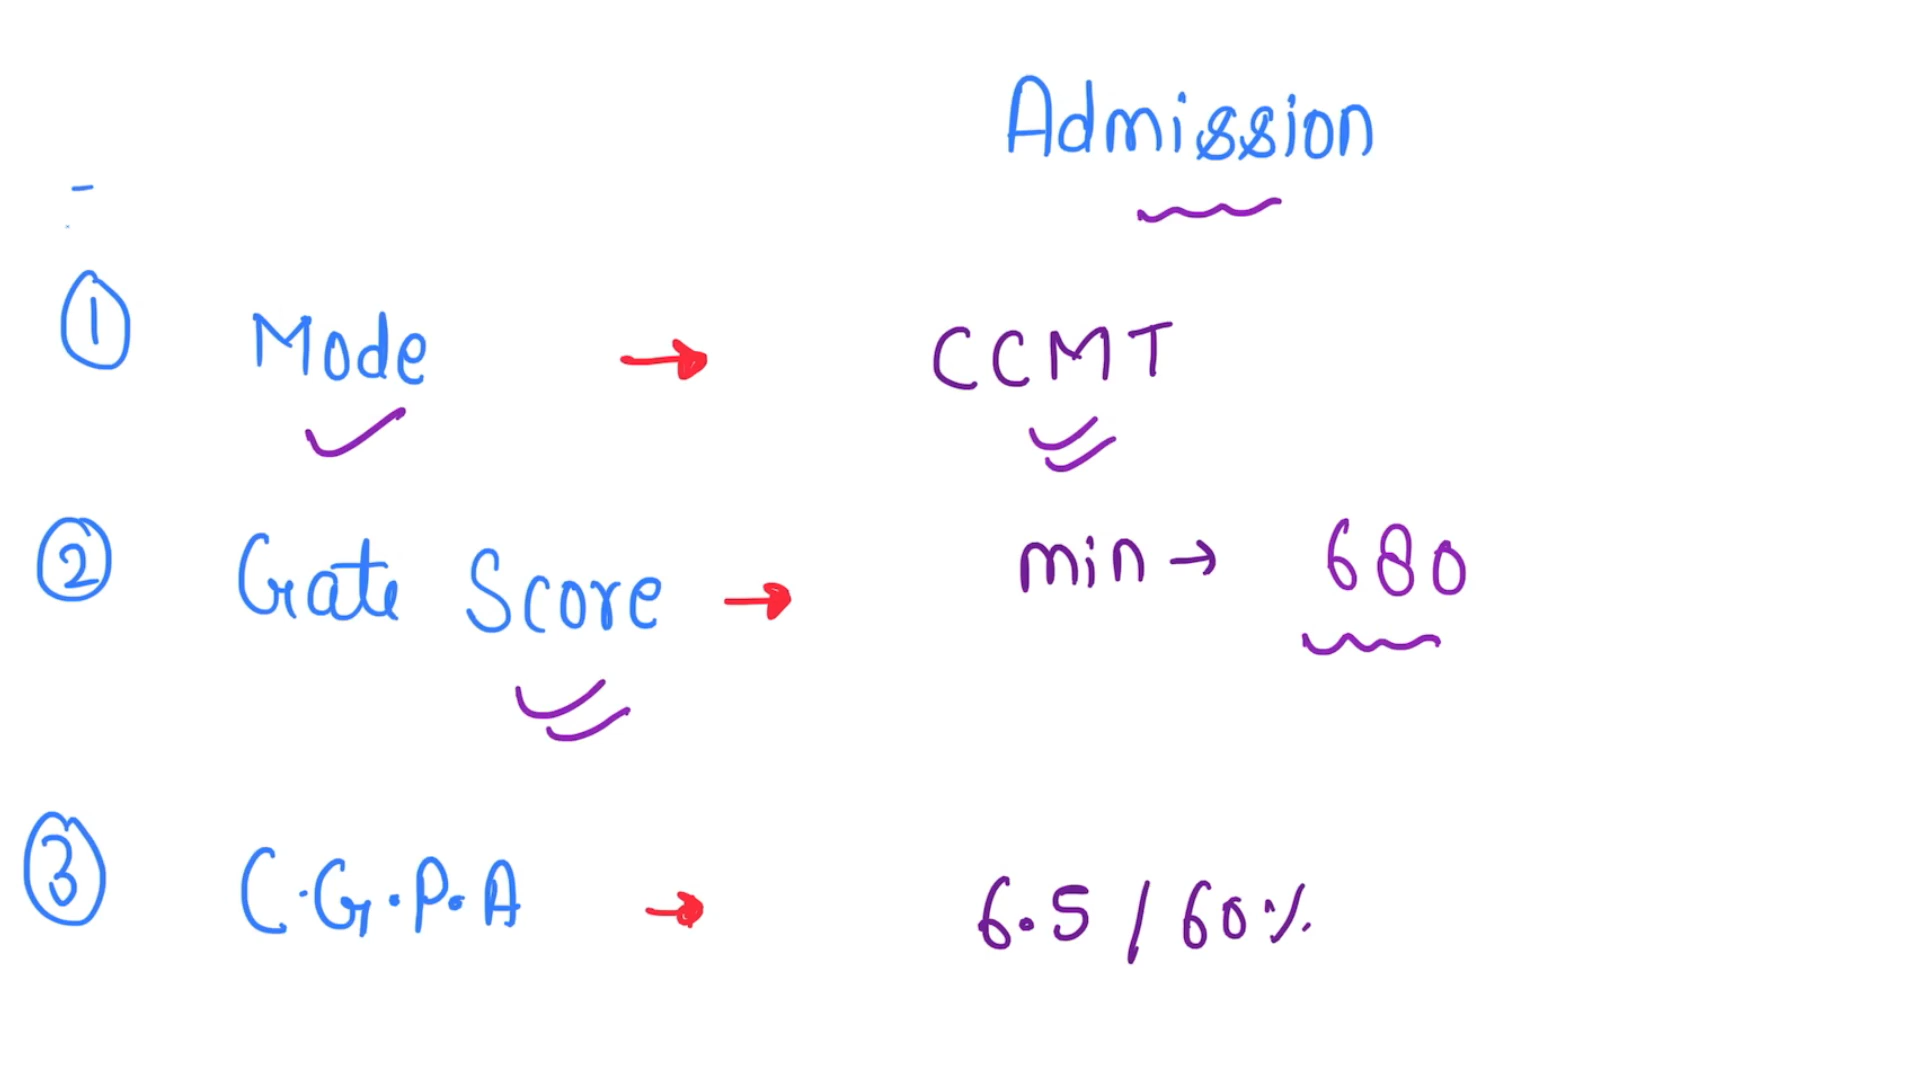 Admission
① Mode → CCMT
② Gate Score → min → 680
③ C.G.P.A → 6.5 / 60%